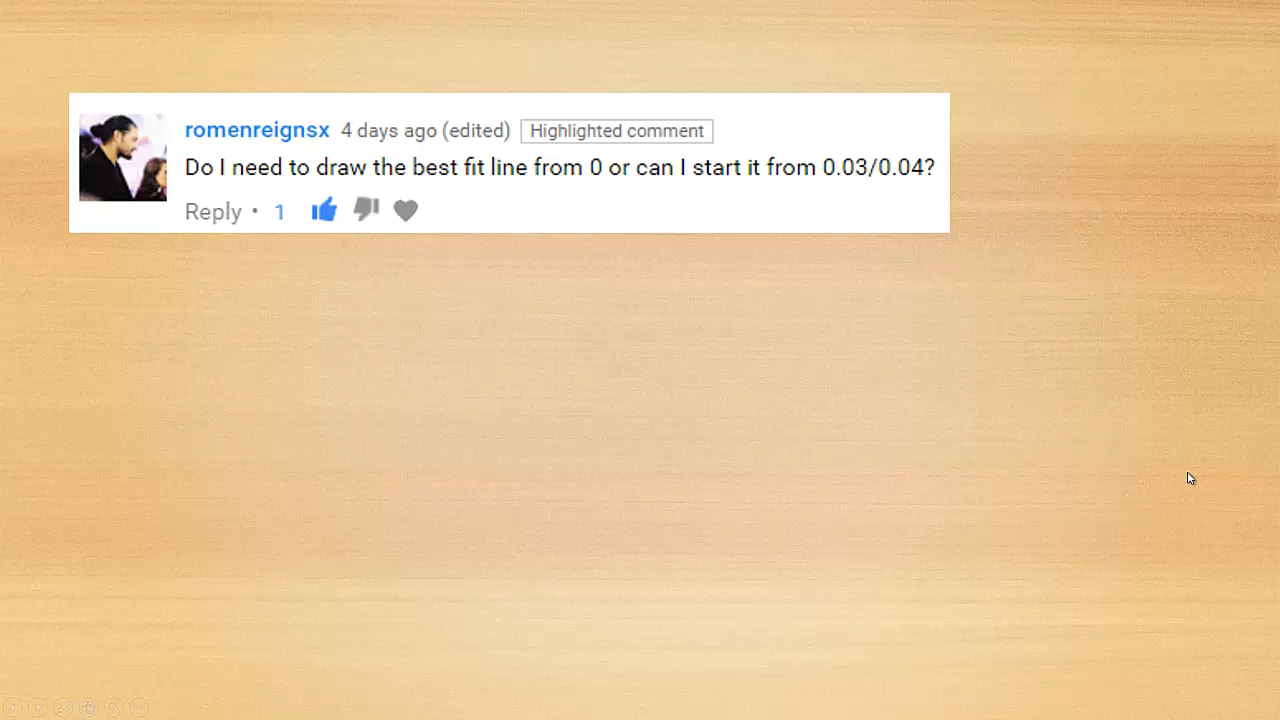 romenreignsx 4 days ago (edited) Highlighted comment
Do I need to draw the best fit line from 0 or can I start it from 0.03/0.04?
Reply • 1